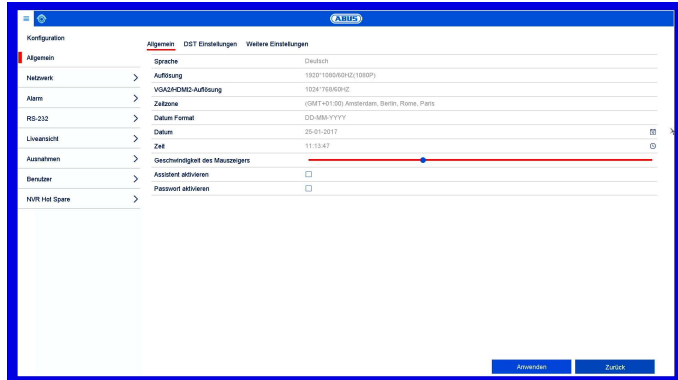 ABUS
Konfiguration
Allgemein
Netzwerk
Alarm
RS-232
Liveansicht
Ausnahmen
Benutzer
NVR Hot Spare
Allgemein DST Einstellungen Weitere Einstellungen
Sprache Deutsch
Auflösung 1920*1080/60HZ(1080P)
VGA2/HDMI2-Auflösung 1024*768/60HZ
Zeitzone (GMT+01:00) Amsterdam, Berlin, Rome, Paris
Datum Format DD-MM-YYYY
Datum 25-01-2017
Zeit 11:13:47
Geschwindigkeit des Mauszeigers
Assistent aktivieren
Passwort aktivieren
Anwenden Zurück